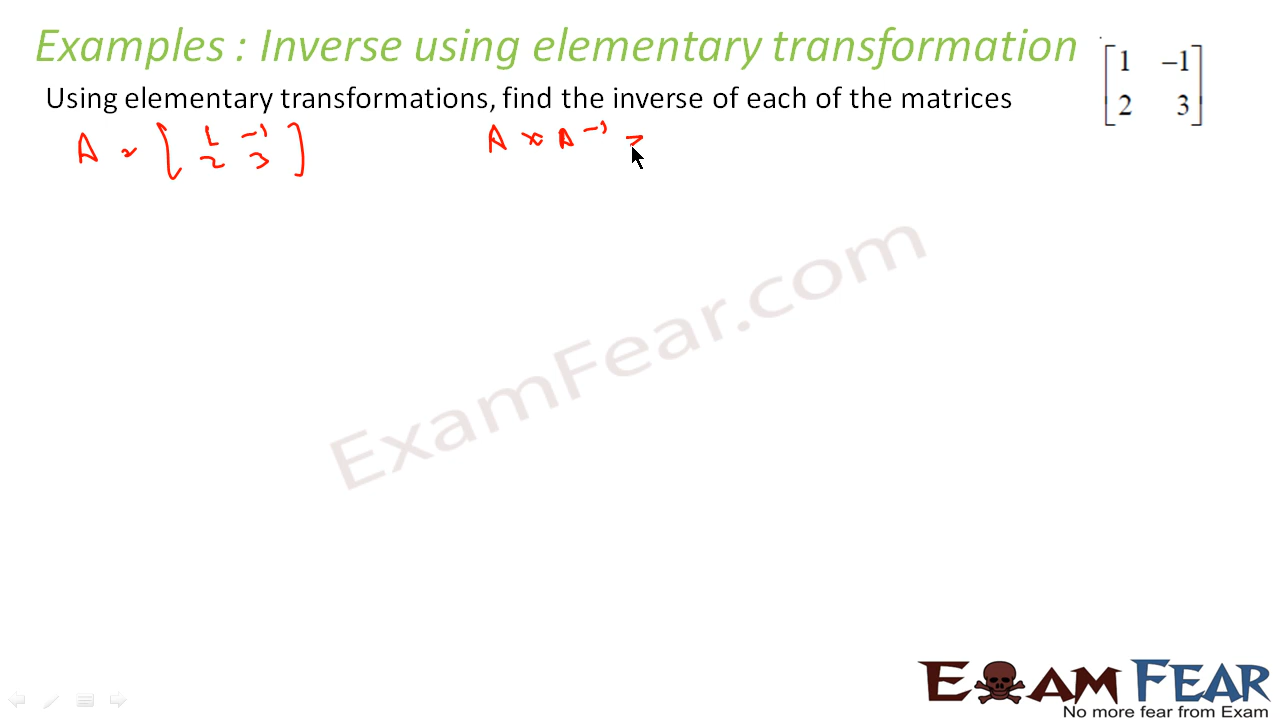 Examples : Inverse using elementary transformation
Using elementary transformations, find the inverse of each of the matrices
1 -1
2 3
A = [1 -1
2 3]
A × A⁻¹ =
ExamFear.com
EXAM FEAR
No more fear from Exam